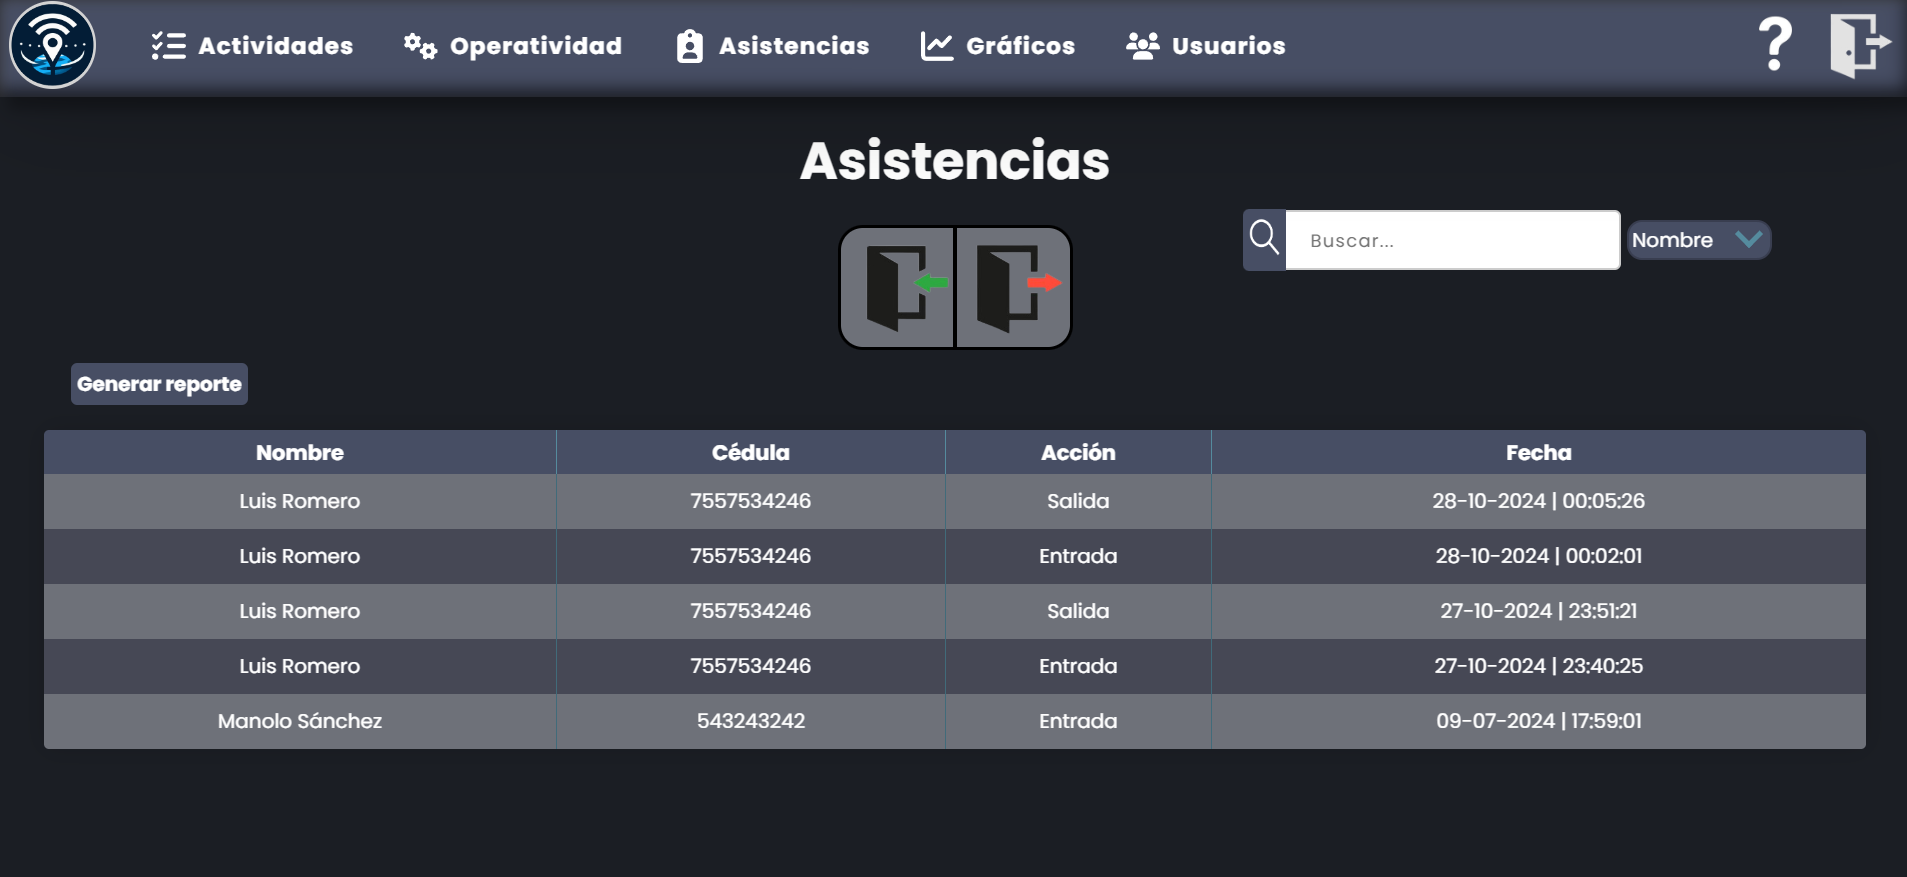 Actividades Operatividad Asistencias Gráficos Usuarios ?
Asistencias
Buscar... Nombre
Generar reporte
Nombre Cédula Acción Fecha
Luis Romero 7557534246 Salida 28-10-2024 | 00:05:26
Luis Romero 7557534246 Entrada 28-10-2024 | 00:02:01
Luis Romero 7557534246 Salida 27-10-2024 | 23:51:21
Luis Romero 7557534246 Entrada 27-10-2024 | 23:40:25
Manolo Sánchez 543243242 Entrada 09-07-2024 | 17:59:01